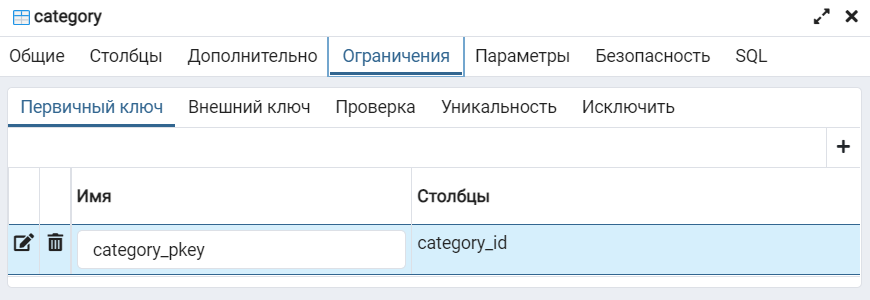 category
Общие Столбцы Дополнительно Ограничения Параметры Безопасность SQL
Первичный ключ Внешний ключ Проверка Уникальность Исключить
Имя Столбцы
category_pkey category_id